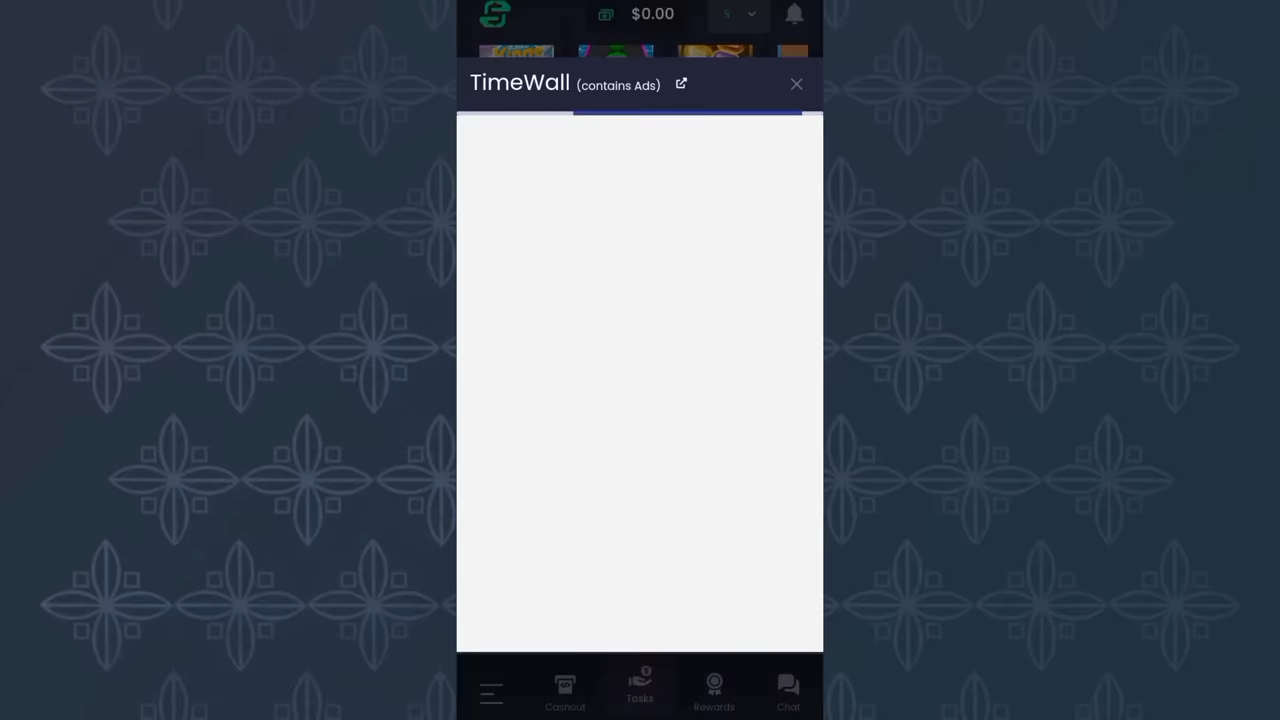 $0.00
S
TimeWall (contains Ads)
Cashout
Tasks
Rewards
Chat